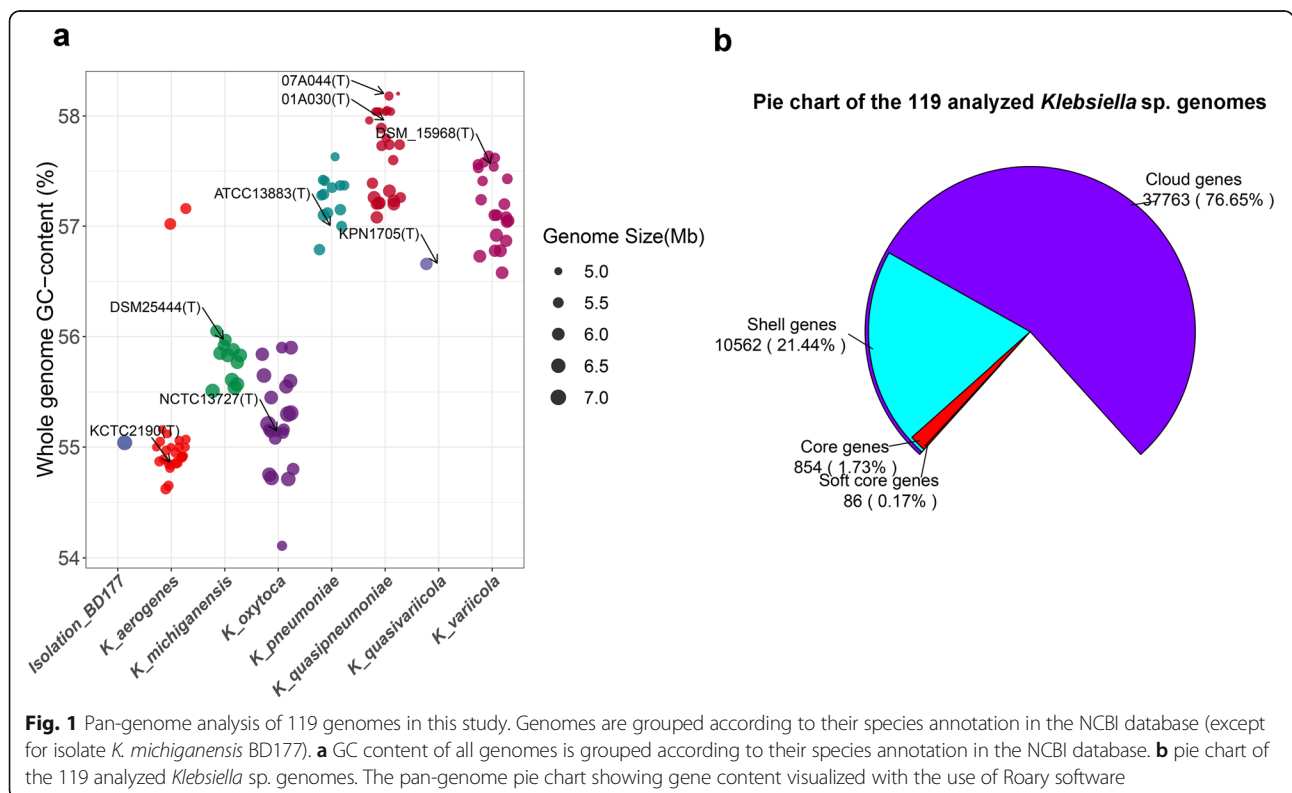 a
b
Whole genome GC−content (%)
58
57
56
55
54
07A044(T)
01A030(T)
DSM_15968(T)
ATCC13883(T)
KPN1705(T)
DSM25444(T)
NCTC13727(T)
KCTC2190(T)
Isolation_BD177
K_aerogenes
K_michiganensis
K_oxytoca
K_pneumoniae
K_quasipneumoniae
K_quasivariicola
K_variicola
Genome Size(Mb)
5.0
5.5
6.0
6.5
7.0
Pie chart of the 119 analyzed Klebsiella sp. genomes
Cloud genes
37763 ( 76.65% )
Shell genes
10562 ( 21.44% )
Core genes
854 ( 1.73% )
Soft core genes
86 ( 0.17% )
Fig. 1 Pan-genome analysis of 119 genomes in this study. Genomes are grouped according to their species annotation in the NCBI database (except
for isolate K. michiganensis BD177). a GC content of all genomes is grouped according to their species annotation in the NCBI database. b pie chart of
the 119 analyzed Klebsiella sp. genomes. The pan-genome pie chart showing gene content visualized with the use of Roary software